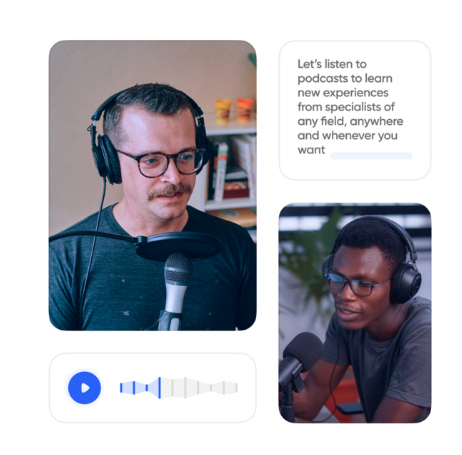 Let's listen to
podcasts to learn
new experiences
from specialists of
any field, anywhere
and whenever you
want